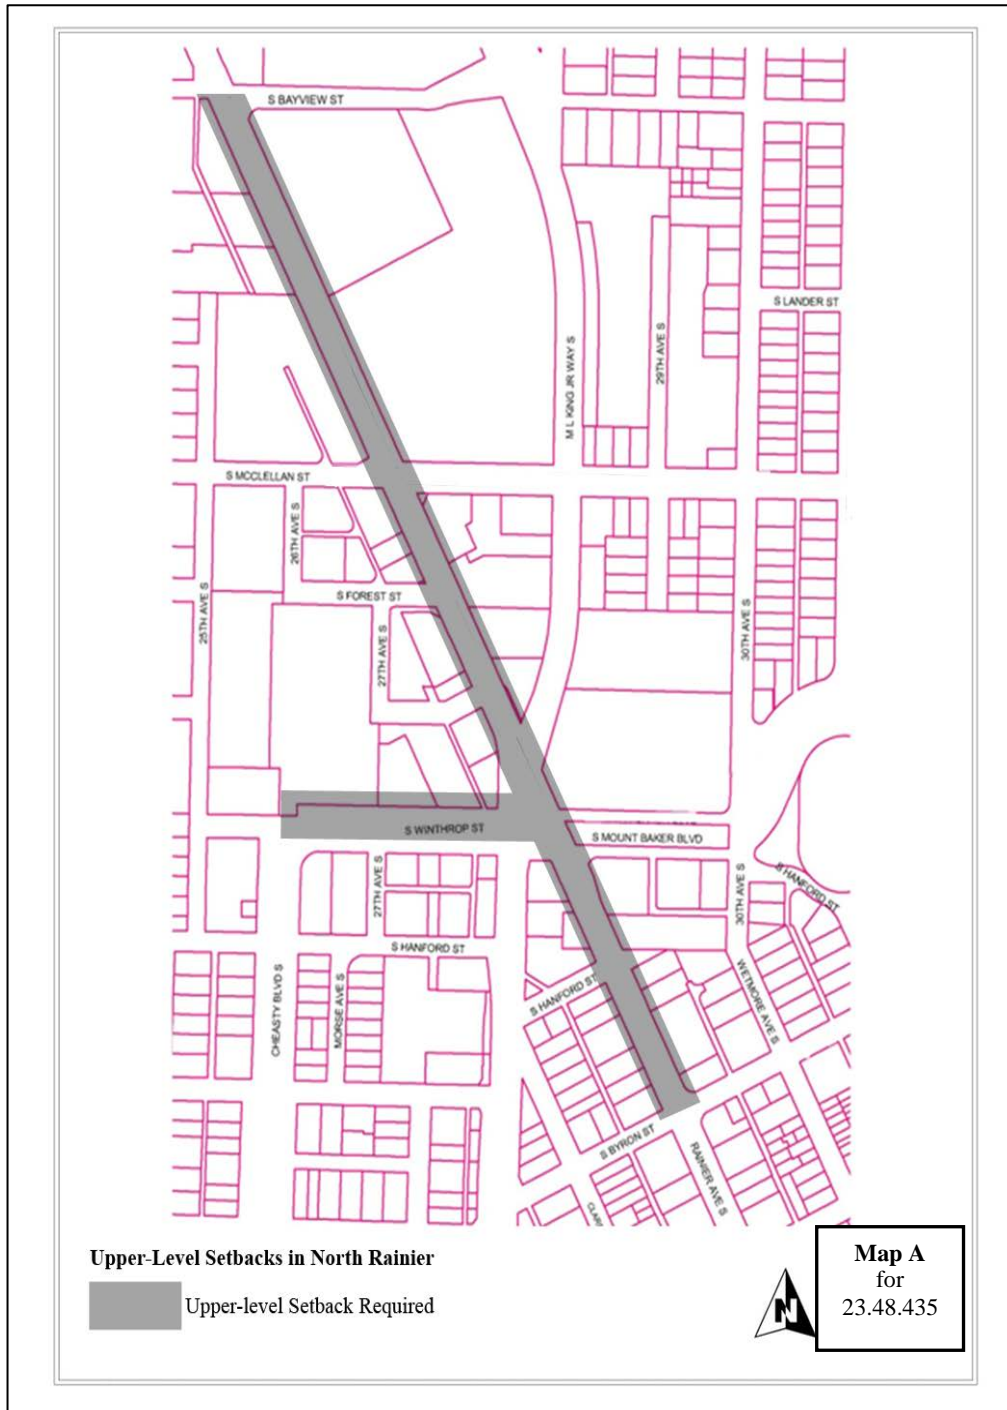 S BAYVIEW ST
S LANDER ST
M L KING JR WAY S
29TH AVE S
S MCCLELLAN ST
26TH AVE S
S FOREST ST
25TH AVE S
27TH AVE S
30TH AVE S
S WINTHROP ST
S MOUNT BAKER BLVD
27TH AVE S
30TH AVE S
S HANFORD ST
S HANFORD ST
CHEASTY BLVD S
MORSE AVE S
S HANFORD ST
WETMORE AVE S
S BYRON ST
RAINIER AVE S
Upper-Level Setbacks in North Rainier
Upper-level Setback Required
N
Map A
for
23.48.435